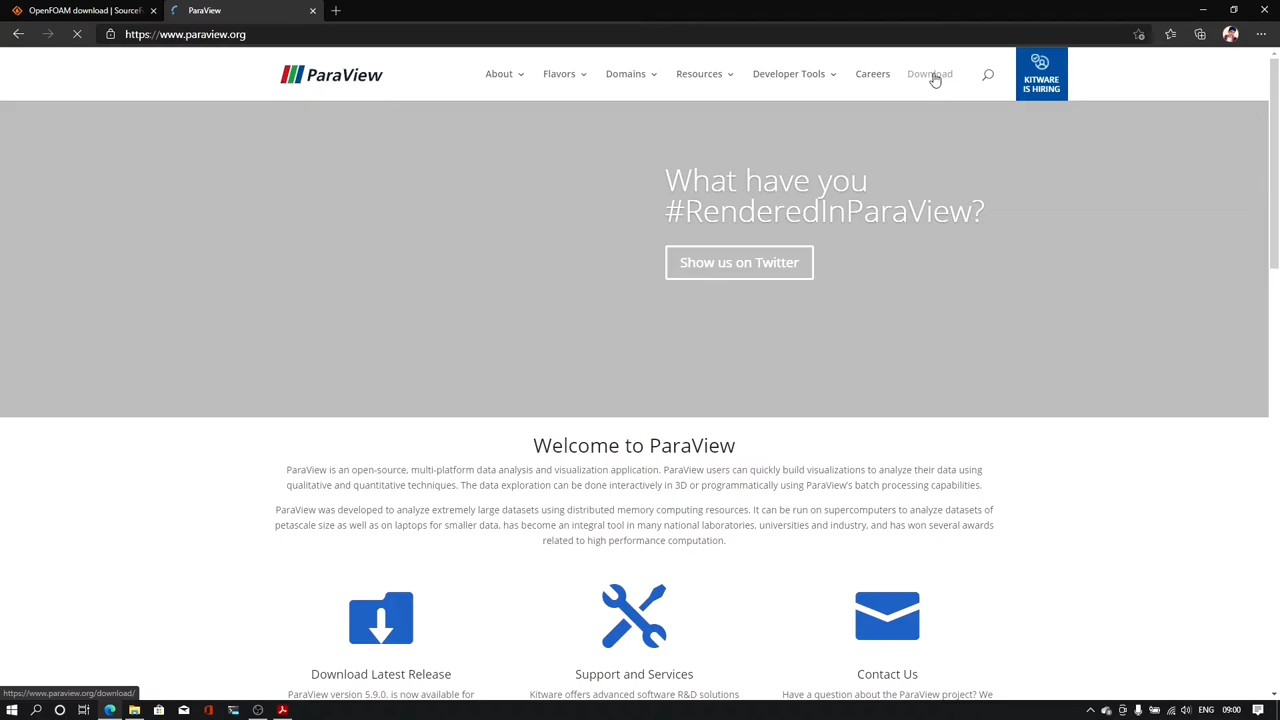 OpenFOAM download | SourceF
ParaView
https://www.paraview.org
ParaView
About
Flavors
Domains
Resources
Developer Tools
Careers
Download
KITWARE
IS HIRING
What have you
#RenderedInParaView?
Show us on Twitter
Welcome to ParaView
ParaView is an open-source, multi-platform data analysis and visualization application. ParaView users can quickly build visualizations to analyze their data using
qualitative and quantitative techniques. The data exploration can be done interactively in 3D or programmatically using ParaView's batch processing capabilities.
ParaView was developed to analyze extremely large datasets using distributed memory computing resources. It can be run on supercomputers to analyze datasets of
petascale size as well as on laptops for smaller data, has become an integral tool in many national laboratories, universities and industry, and has won several awards
related to high performance computation.
Download Latest Release
Support and Services
Contact Us
ParaView version 5.9.0. is now available for
Kitware offers advanced software R&D solutions
Have a question about the ParaView project? We
https://www.paraview.org/download/
ENG
09:00